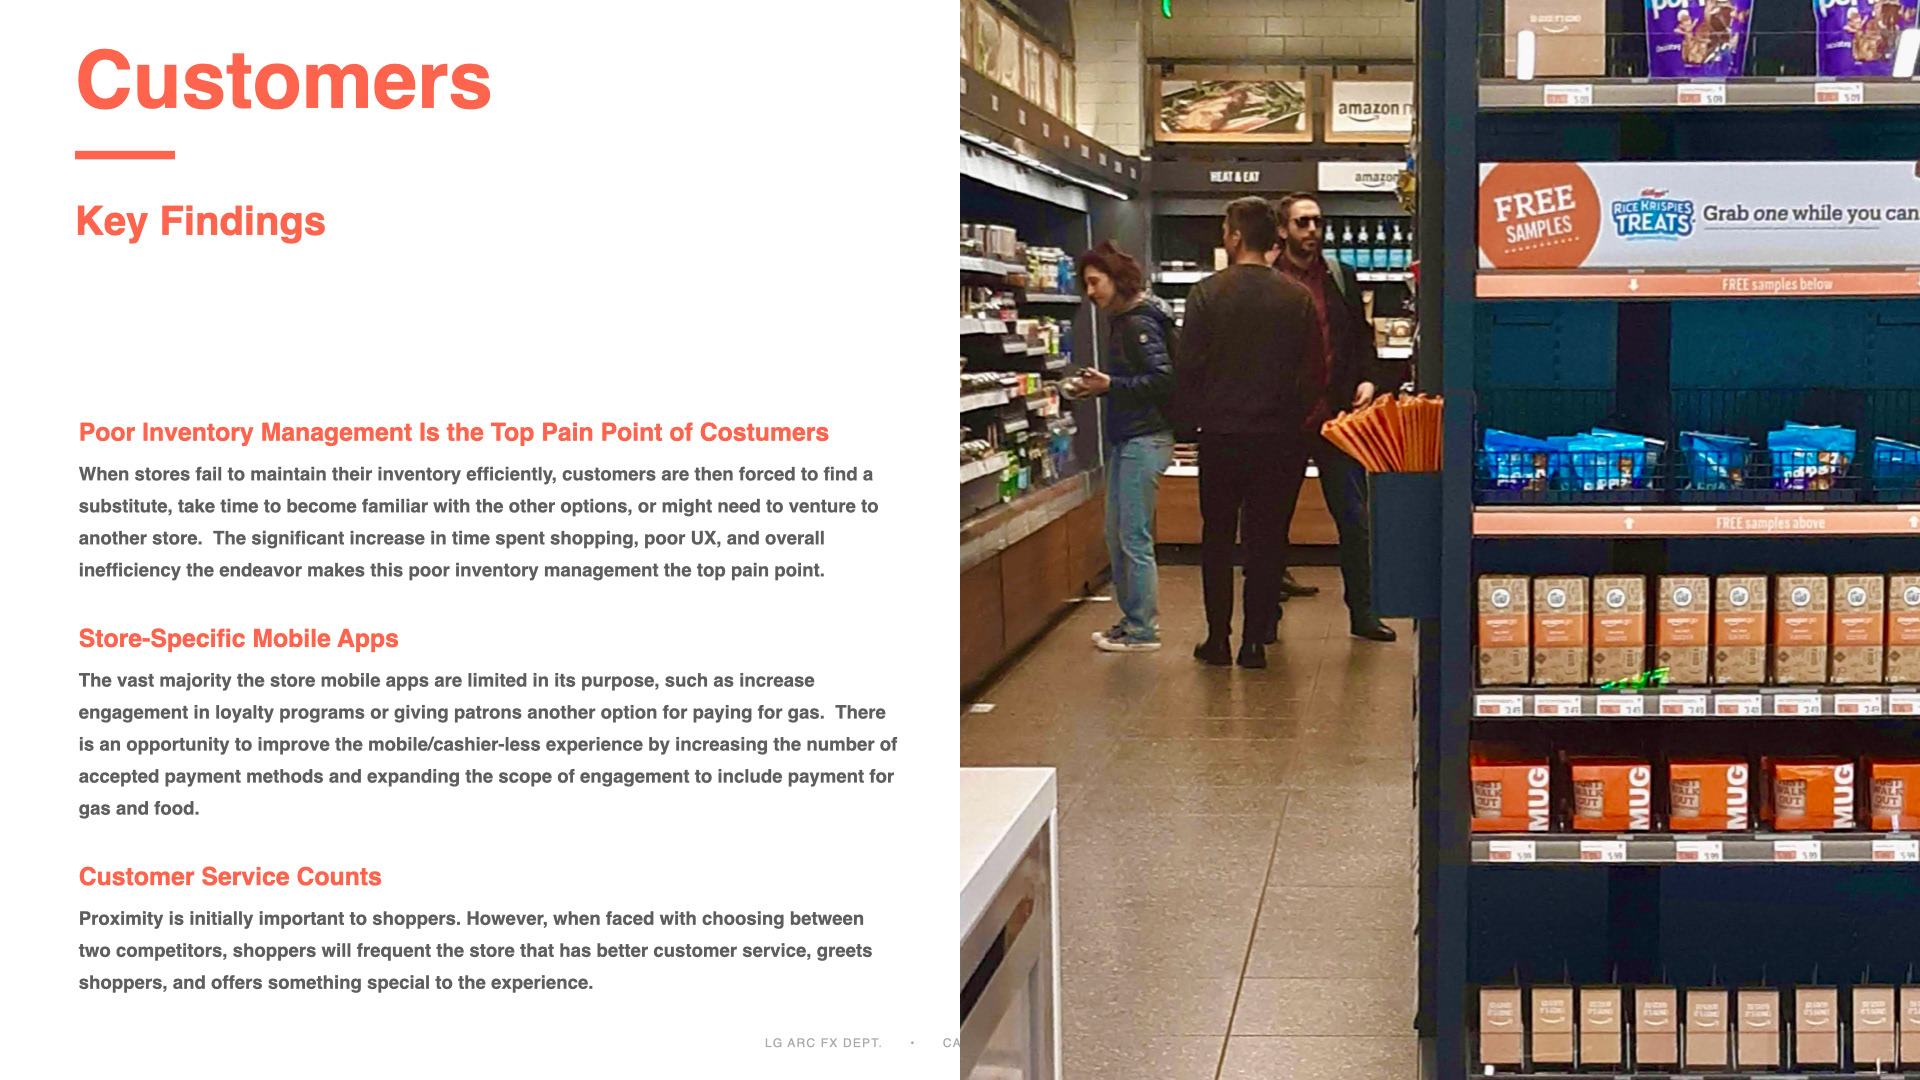 Customers
Key Findings
Poor Inventory Management Is the Top Pain Point of Costumers
When stores fail to maintain their inventory efficiently, customers are then forced to find a
substitute, take time to become familiar with the other options, or might need to venture to
another store.  The significant increase in time spent shopping, poor UX, and overall
inefficiency the endeavor makes this poor inventory management the top pain point.
Store-Specific Mobile Apps
The vast majority the store mobile apps are limited in its purpose, such as increase
engagement in loyalty programs or giving patrons another option for paying for gas.  There
is an opportunity to improve the mobile/cashier-less experience by increasing the number of
accepted payment methods and expanding the scope of engagement to include payment for
gas and food.
Customer Service Counts
Proximity is initially important to shoppers. However, when faced with choosing between
two competitors, shoppers will frequent the store that has better customer service, greets
shoppers, and offers something special to the experience.
LG ARC FX DEPT. • CA
amazon
HEAT & EAT
amazon
FREE
SAMPLES
Kellogg's
RICE KRISPIES
TREATS
Grab one while you can
FREE samples below
FREE samples above
MUG
MUG
MUG
MUG